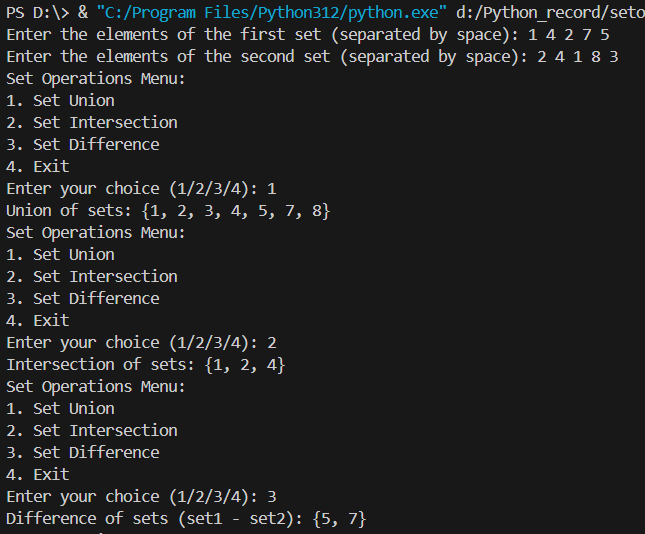 PS D:\> & "C:/Program Files/Python312/python.exe" d:/Python_record/seto
Enter the elements of the first set (separated by space): 1 4 2 7 5
Enter the elements of the second set (separated by space): 2 4 1 8 3
Set Operations Menu:
1. Set Union
2. Set Intersection
3. Set Difference
4. Exit
Enter your choice (1/2/3/4): 1
Union of sets: {1, 2, 3, 4, 5, 7, 8}
Set Operations Menu:
1. Set Union
2. Set Intersection
3. Set Difference
4. Exit
Enter your choice (1/2/3/4): 2
Intersection of sets: {1, 2, 4}
Set Operations Menu:
1. Set Union
2. Set Intersection
3. Set Difference
4. Exit
Enter your choice (1/2/3/4): 3
Difference of sets (set1 - set2): {5, 7}